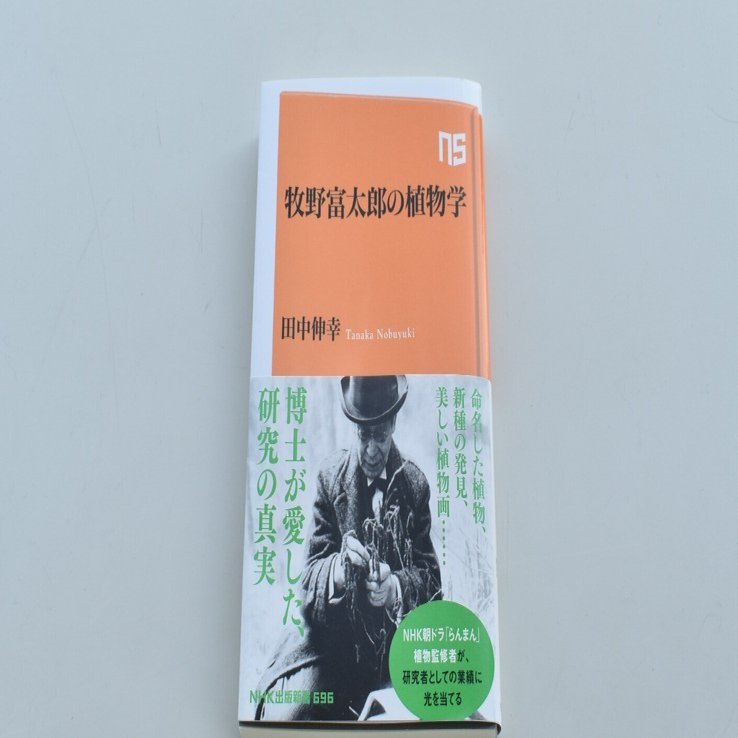 NS
牧野富太郎の植物学
田中伸幸 Tanaka Nobuyuki
命名した植物、
新種の発見、
美しい植物画……
博士が愛した、
研究の真実
NHK朝ドラ「らんまん」
植物監修者が、
研究者としての業績に
光を当てる
NHK出版新書 696